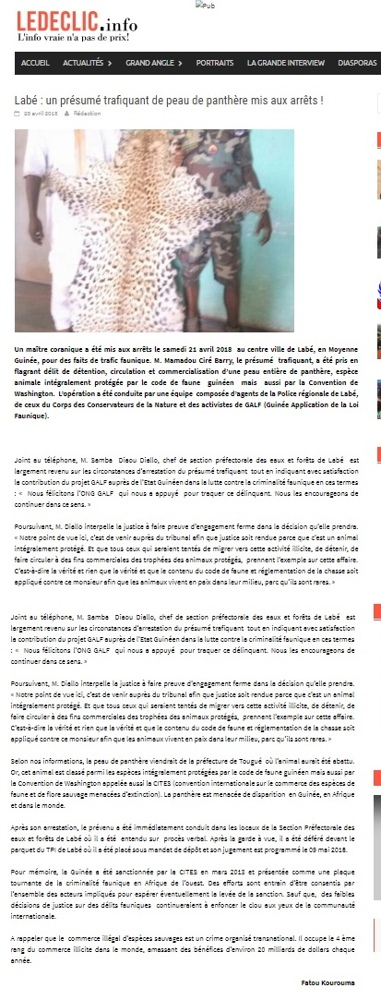 Pub
LEDECLIC.info
L'info vraie n'a pas de prix!
ACCUEIL ACTUALITÉS GRAND ANGLE PORTRAITS LA GRANDE INTERVIEW DIASPORAS
Labé : un présumé trafiquant de peau de panthère mis aux arrêts !
25 avril 2018 Rédaction
Un maître coranique a été mis aux arrêts le samedi 21 avril 2018 au centre ville de Labé, en Moyenne
Guinée, pour des faits de trafic faunique. M. Mamadou Ciré Barry, le présumé trafiquant, a été pris en
flagrant délit de détention, circulation et commercialisation d'une peau entière de panthère, espèce
animale intégralement protégée par le code de faune guinéen mais aussi par la Convention de
Washington. L'opération a été conduite par une équipe composée d'agents de la Police régionale de Labé,
de ceux du Corps des Conservateurs de la Nature et des activistes de GALF (Guinée Application de la Loi
Faunique).
Joint au téléphone, M. Samba Diaou Diallo, chef de section préfectorale des eaux et forêts de Labé est
largement revenu sur les circonstances d'arrestation du présumé trafiquant tout en indiquant avec satisfaction
la contribution du projet GALF auprès de l'Etat Guinéen dans la lutte contre la criminalité faunique en ces termes
: « Nous félicitons l'ONG GALF qui nous a appuyé pour traquer ce délinquant. Nous les encourageons de
continuer dans ce sens. »
Poursuivant, M. Diallo interpelle la justice à faire preuve d'engagement ferme dans la décision qu'elle prendra.
« Notre point de vue ici, c'est de venir auprès du tribunal afin que justice soit rendue parce que c'est un animal
intégralement protégé. Et que tous ceux qui seraient tentés de migrer vers cette activité illicite, de détenir, de
faire circuler à des fins commerciales des trophées des animaux protégés, prennent l'exemple sur cette affaire.
C'est-à-dire la vérité et rien que la vérité et que le contenu du code de faune et réglementation de la chasse soit
appliqué contre ce monsieur afin que les animaux vivent en paix dans leur milieu, parc qu'ils sont rares. »
Joint au téléphone, M. Samba Diaou Diallo, chef de section préfectorale des eaux et forêts de Labé est
largement revenu sur les circonstances d'arrestation du présumé trafiquant tout en indiquant avec satisfaction
la contribution du projet GALF auprès de l'Etat Guinéen dans la lutte contre la criminalité faunique en ces termes
: « Nous félicitons l'ONG GALF qui nous a appuyé pour traquer ce délinquant. Nous les encourageons de
continuer dans ce sens. »
Poursuivant, M. Diallo interpelle la justice à faire preuve d'engagement ferme dans la décision qu'elle prendra.
« Notre point de vue ici, c'est de venir auprès du tribunal afin que justice soit rendue parce que c'est un animal
intégralement protégé. Et que tous ceux qui seraient tentés de migrer vers cette activité illicite, de détenir, de
faire circuler à des fins commerciales des trophées des animaux protégés, prennent l'exemple sur cette affaire.
C'est-à-dire la vérité et rien que la vérité et que le contenu du code de faune et réglementation de la chasse soit
appliqué contre ce monsieur afin que les animaux vivent en paix dans leur milieu, parc qu'ils sont rares. »
Selon nos informations, la peau de panthère viendrait de la préfecture de Tougué où l'animal aurait été abattu.
Or, cet animal est classé parmi les espèces intégralement protégées par le code de faune guinéen mais aussi par
la Convention de Washington appelée aussi la CITES (convention internationale sur le commerce des espèces de
faune et de flore sauvage menacées d'extinction). La panthère est menacée de disparition en Guinée, en Afrique
et dans le monde.
Après son arrestation, le prévenu a été immédiatement conduit dans les locaux de la Section Préfectorale des
eaux et forêts de Labé où il a été entendu sur procès verbal. Après la garde à vue, il a été déféré devant le
parquet du TPI de Labé où il a été placé sous mandat de dépôt et son jugement est programmé le 09 mai 2018.
Pour mémoire, la Guinée a été sanctionnée par la CITES en mars 2013 et présentée comme une plaque
tournante de la criminalité faunique en Afrique de l'ouest. Des efforts sont entrain d'être consentis par
l'ensemble des acteurs impliqués pour espérer éventuellement la levée de la sanction. Sauf que, des faibles
décisions de justice sur des délits fauniques continueraient à enfoncer le clou aux yeux de la communauté
internationale.
A rappeler que le commerce illégal d'espèces sauvages est un crime organisé transnational. Il occupe le 4 ème
rang du commerce illicite dans le monde, amassant des bénéfices d'environ 20 milliards de dollars chaque
année.
Fatou Kourouma